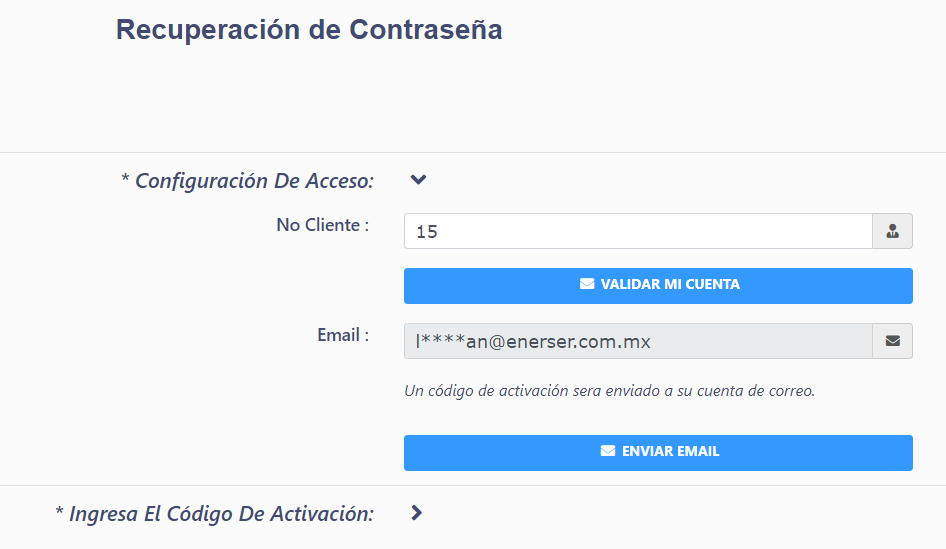 Recuperación de Contraseña
* Configuración De Acceso:
No Cliente :
15
VALIDAR MI CUENTA
Email :
l****an@enerser.com.mx
Un código de activación sera enviado a su cuenta de correo.
ENVIAR EMAIL
* Ingresa El Código De Activación: